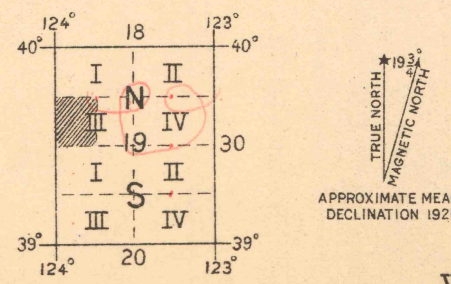 124° 18 123°
40° 40°
I II
N
III IV
19 30
I II
S
III IV
39° 39°
124° 20 123°
19¾°
TRUE NORTH
MAGNETIC NORTH
APPROXIMATE MEA
DECLINATION 192